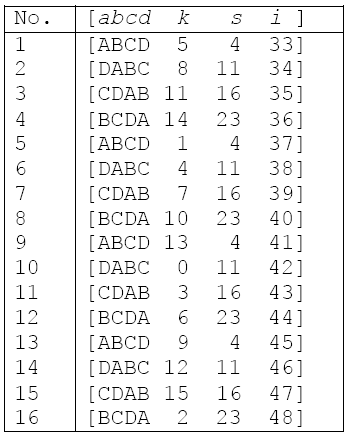 No. [abcd k s i ]
1 [ABCD 5 4 33]
2 [DABC 8 11 34]
3 [CDAB 11 16 35]
4 [BCDA 14 23 36]
5 [ABCD 1 4 37]
6 [DABC 4 11 38]
7 [CDAB 7 16 39]
8 [BCDA 10 23 40]
9 [ABCD 13 4 41]
10 [DABC 0 11 42]
11 [CDAB 3 16 43]
12 [BCDA 6 23 44]
13 [ABCD 9 4 45]
14 [DABC 12 11 46]
15 [CDAB 15 16 47]
16 [BCDA 2 23 48]